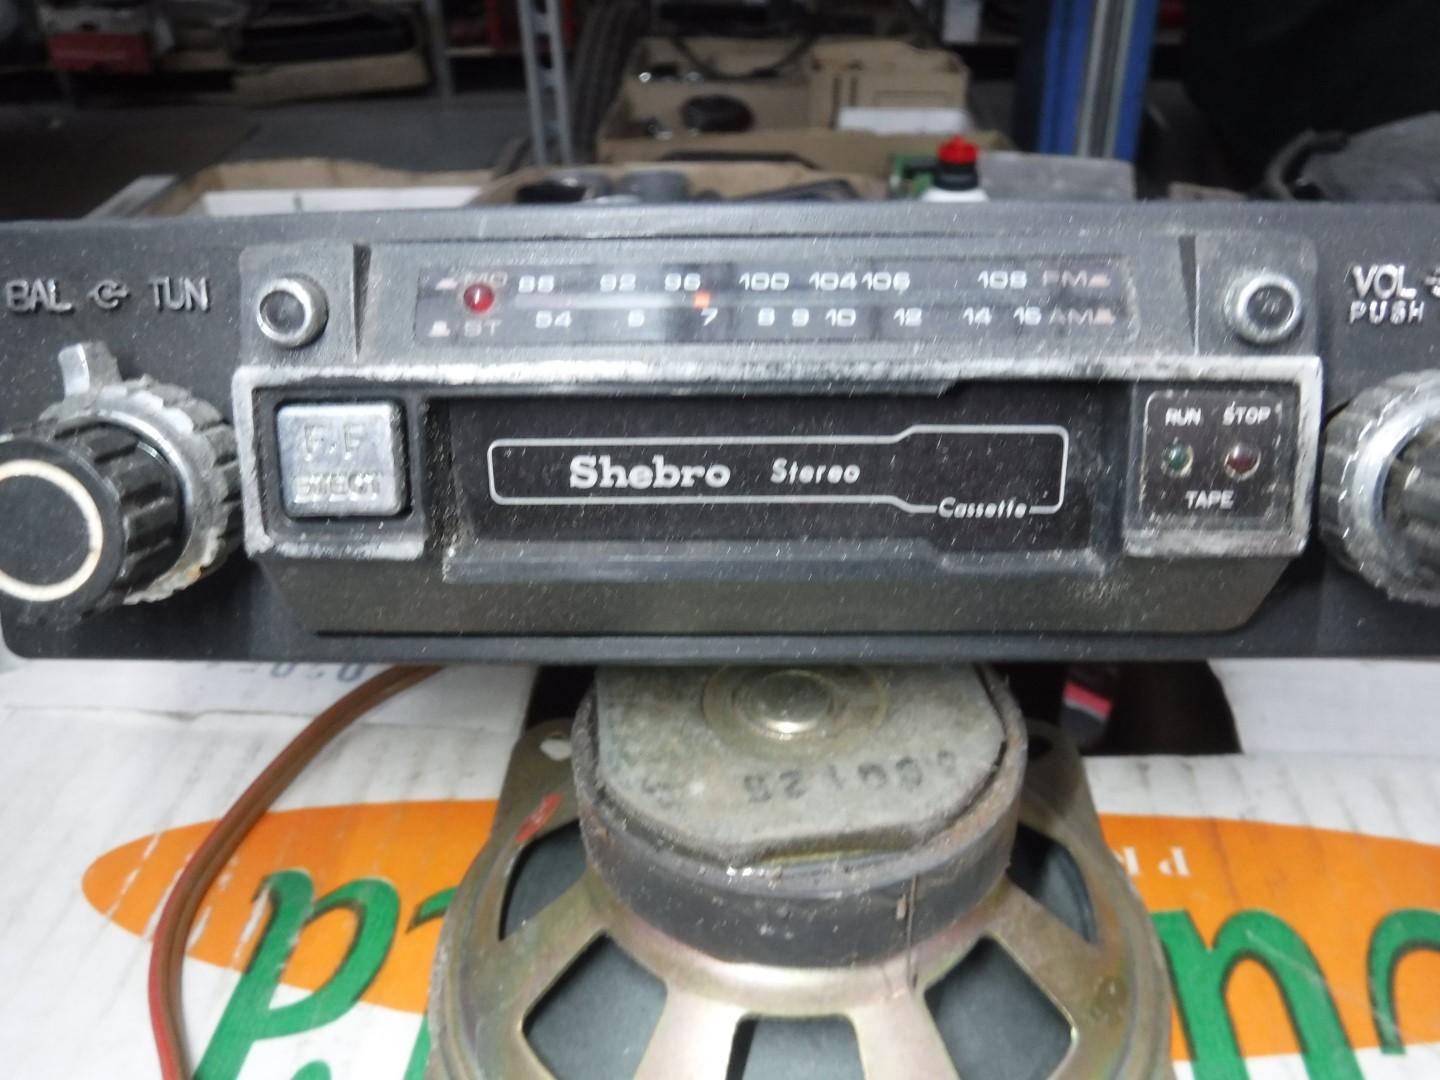 BAL TUN
MO 88 92 96 100 104 106 108 FM
ST 54 6 7 8 9 10 12 14 16 AM
VOL
PUSH
F.F
EJECT
Shebro Stereo
Cassette
RUN STOP
TAPE